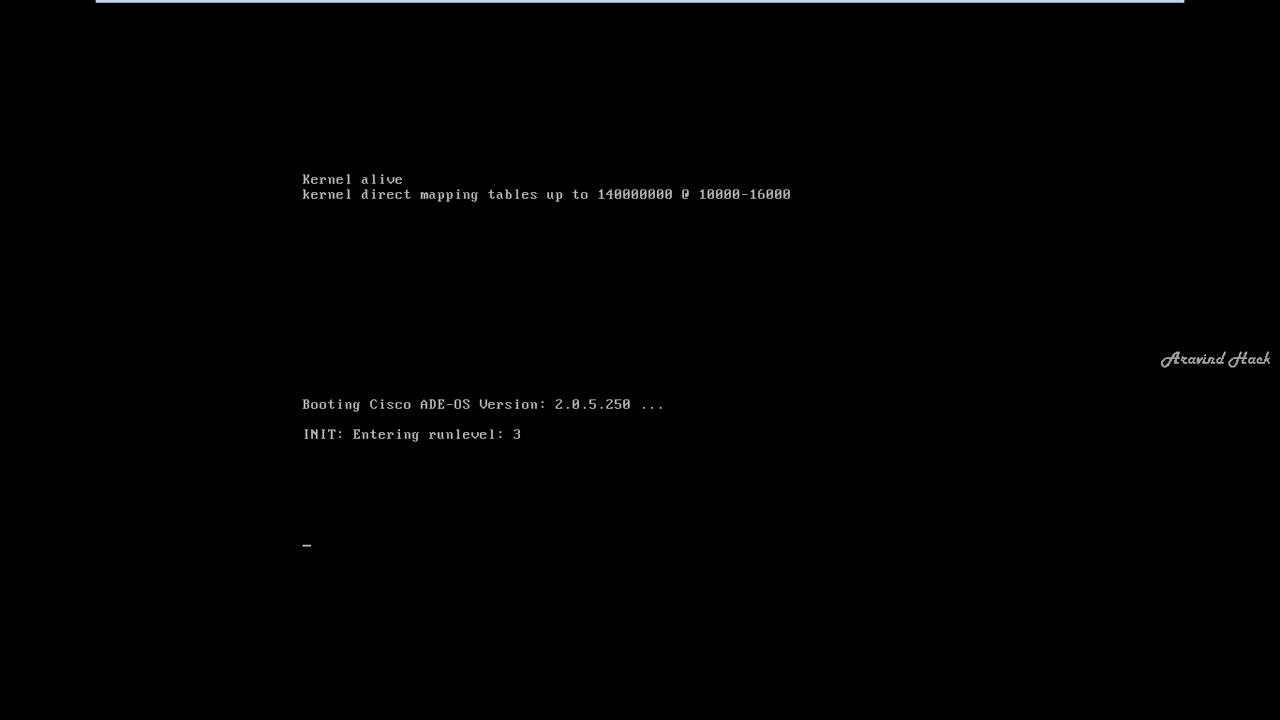 Kernel alive
kernel direct mapping tables up to 140000000 @ 10000-16000
Aravind Hack
Booting Cisco ADE-OS Version: 2.0.5.250 ...
INIT: Entering runlevel: 3